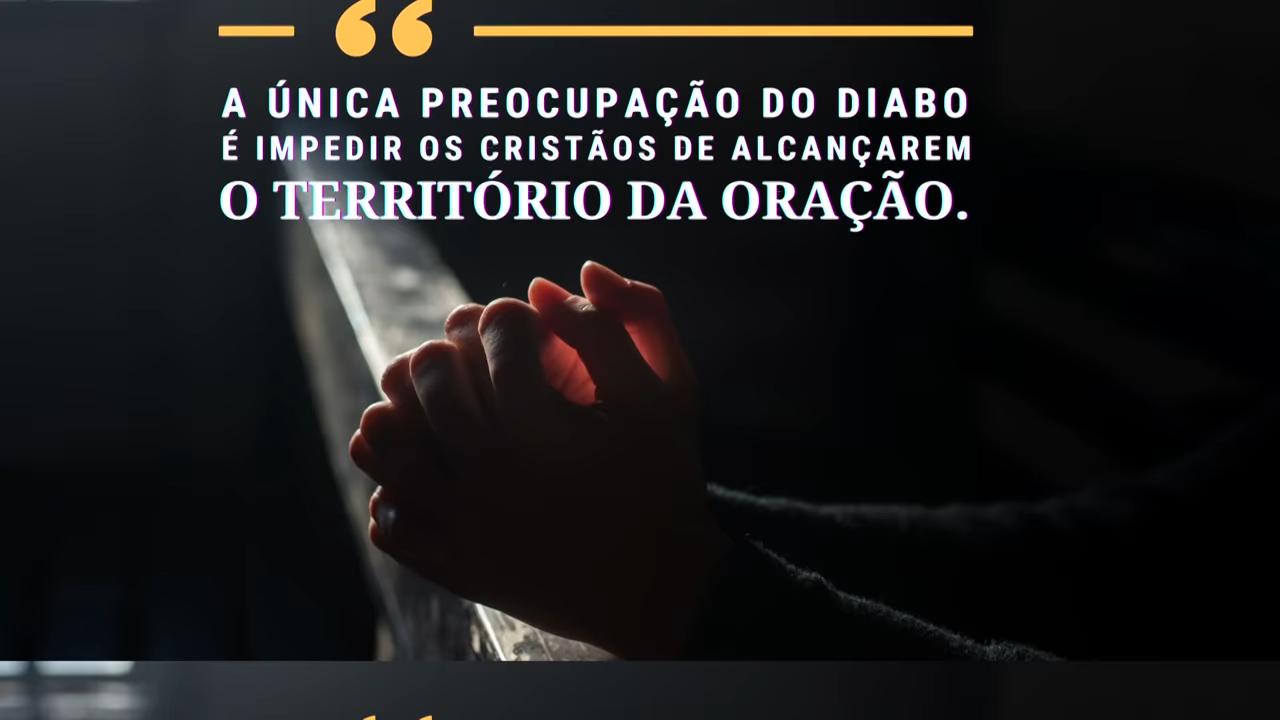 A ÚNICA PREOCUPAÇÃO DO DIABO
É IMPEDIR OS CRISTÃOS DE ALCANÇAREM
O TERRITÓRIO DA ORAÇÃO.